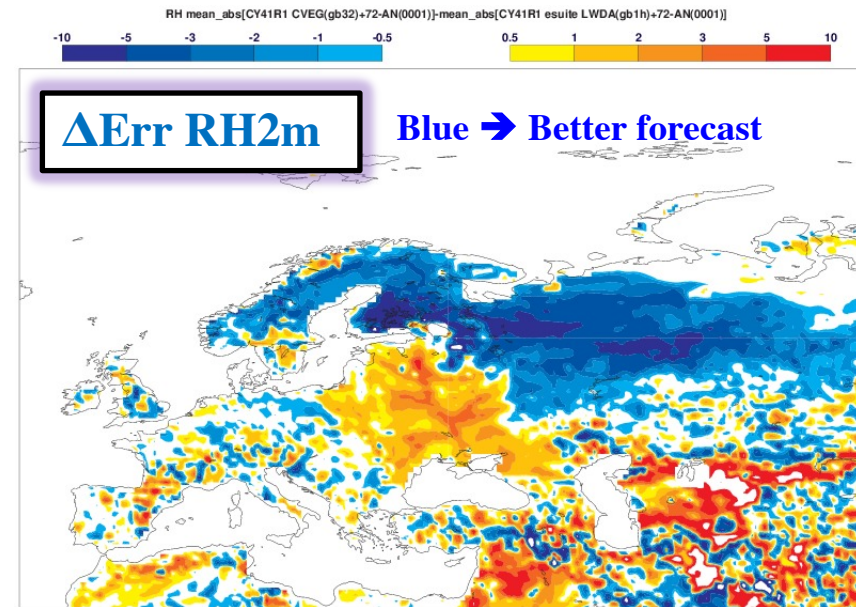 RH mean_abs[CY41R1 CVEG(gb32)+72-AN(0001)]-mean_abs[CY41R1 esuite LWDA(gb1h)+72-AN(0001)]
-10 -5 -3 -2 -1 -0.5 0.5 1 2 3 5 10
ΔErr RH2m Blue ➔ Better forecast